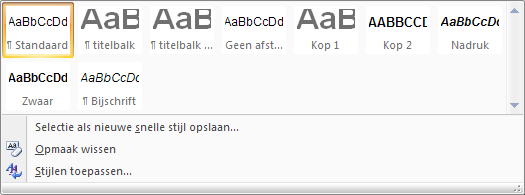 AaBbCcDd AaB AaB AaBbCcDd AaBbCc AABBCCD AaBbCcDd
¶ Standaard ¶ titelbalk ¶ titelbalk ... Geen afst... Kop 1 Kop 2 Nadruk
AaBbCcDd AaBbCcDd
Zwaar ¶ Bijschrift
Selectie als nieuwe snelle stijl opslaan...
Opmaak wissen
Stijlen toepassen...